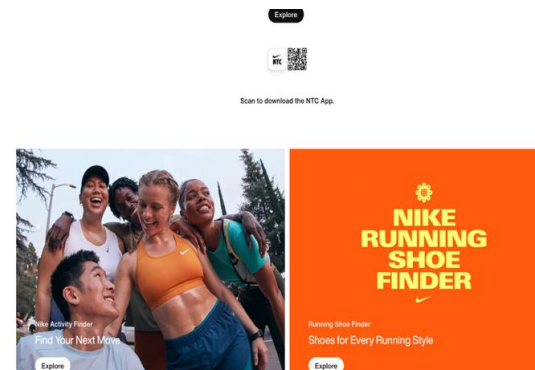 Explore
NTC
Scan to download the NTC App.
Nike Activity Finder
Find Your Next Move
Explore
NIKE
RUNNING
SHOE
FINDER
Running Shoe Finder
Shoes for Every Running Style
Explore